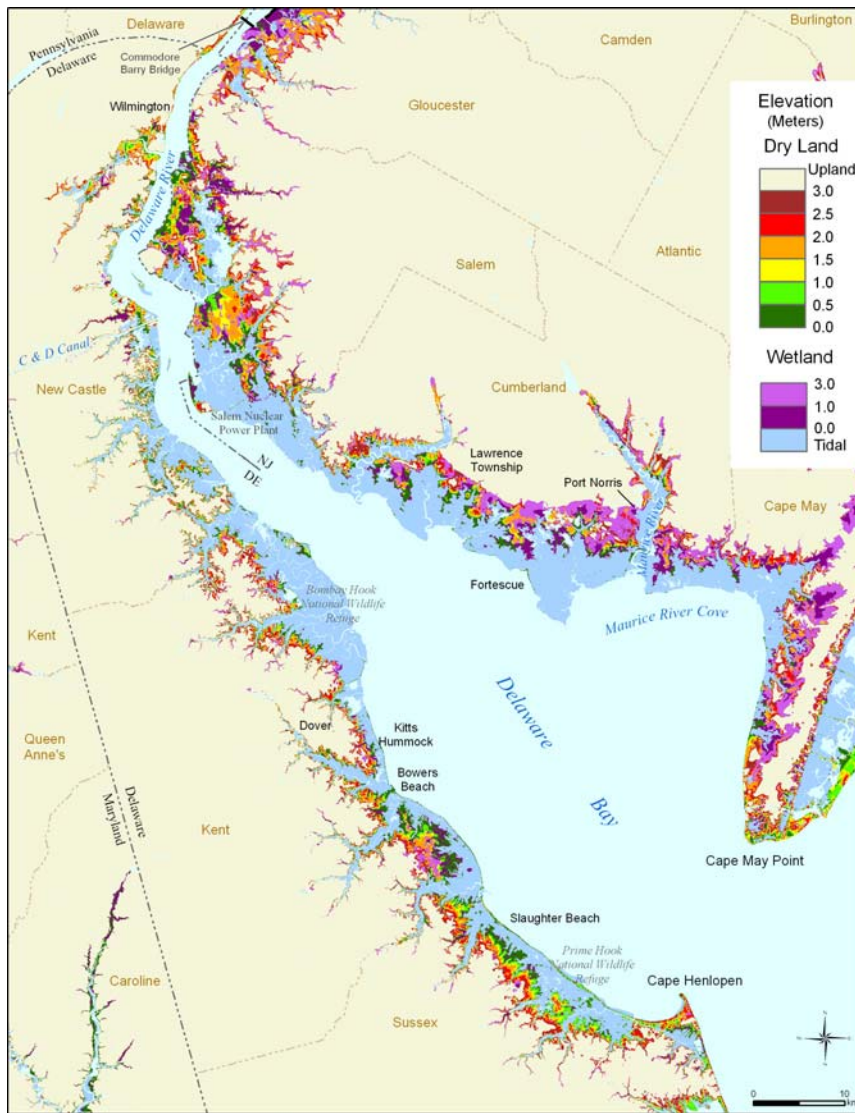 Delaware
Burlington
Pennsylvania
Delaware
Commodore
Barry Bridge
Camden
Wilmington
Gloucester
Delaware River
Elevation
(Meters)
Dry Land
Upland
3.0
2.5
2.0
1.5
1.0
0.5
0.0
Wetland
3.0
1.0
0.0
Tidal
Atlantic
Salem
C & D Canal
New Castle
Cumberland
Salem Nuclear
Power Plant
NJ
DE
Lawrence
Township
Port Norris
Cape May
Maurice River
Fortescue
Bombay Hook
National Wildlife
Refuge
Maurice River Cove
Kent
Delaware
Bay
Dover
Kitts
Hummock
Queen
Anne's
Bowers
Beach
Delaware
Maryland
Kent
Cape May Point
Slaughter Beach
Prime Hook
National Wildlife
Refuge
Cape Henlopen
Caroline
Sussex
0
10